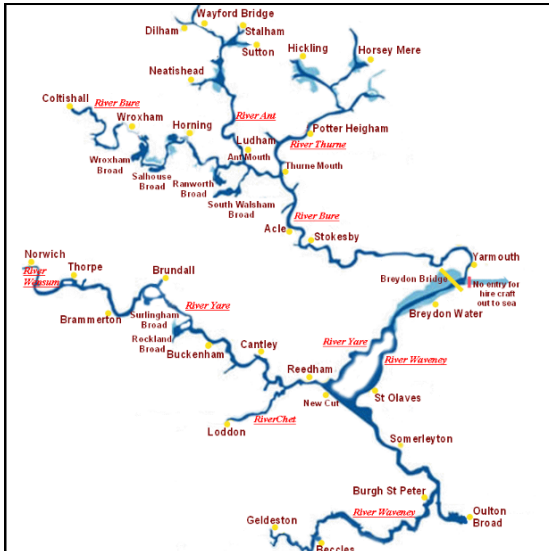 Wayford Bridge
Dilham
Stalham
Sutton
Hickling
Horsey Mere
Neatishead
Coltishall
River Bure
Wroxham
River Ant
Horning
Potter Heigham
River Thurne
Ludham
Ant Mouth
Wroxham
Broad
Salhouse
Broad
Ranworth
Broad
Thurne Mouth
South Walsham
Broad
River Bure
Acle
Stokesby
Norwich
River
Wassum
Thorpe
Brundall
Yarmouth
Breydon Bridge
No entry for
hire craft
out to sea
Breydon Water
River Yare
Surlingham
Broad
Brammerton
Rockland
Broad
Buckenham
Cantley
River Yare
River Waveney
Reedham
New Cut
St Olaves
RiverChet
Loddon
Somerleyton
Burgh St Peter
River Waveney
Oulton
Broad
Geldeston
Beccles